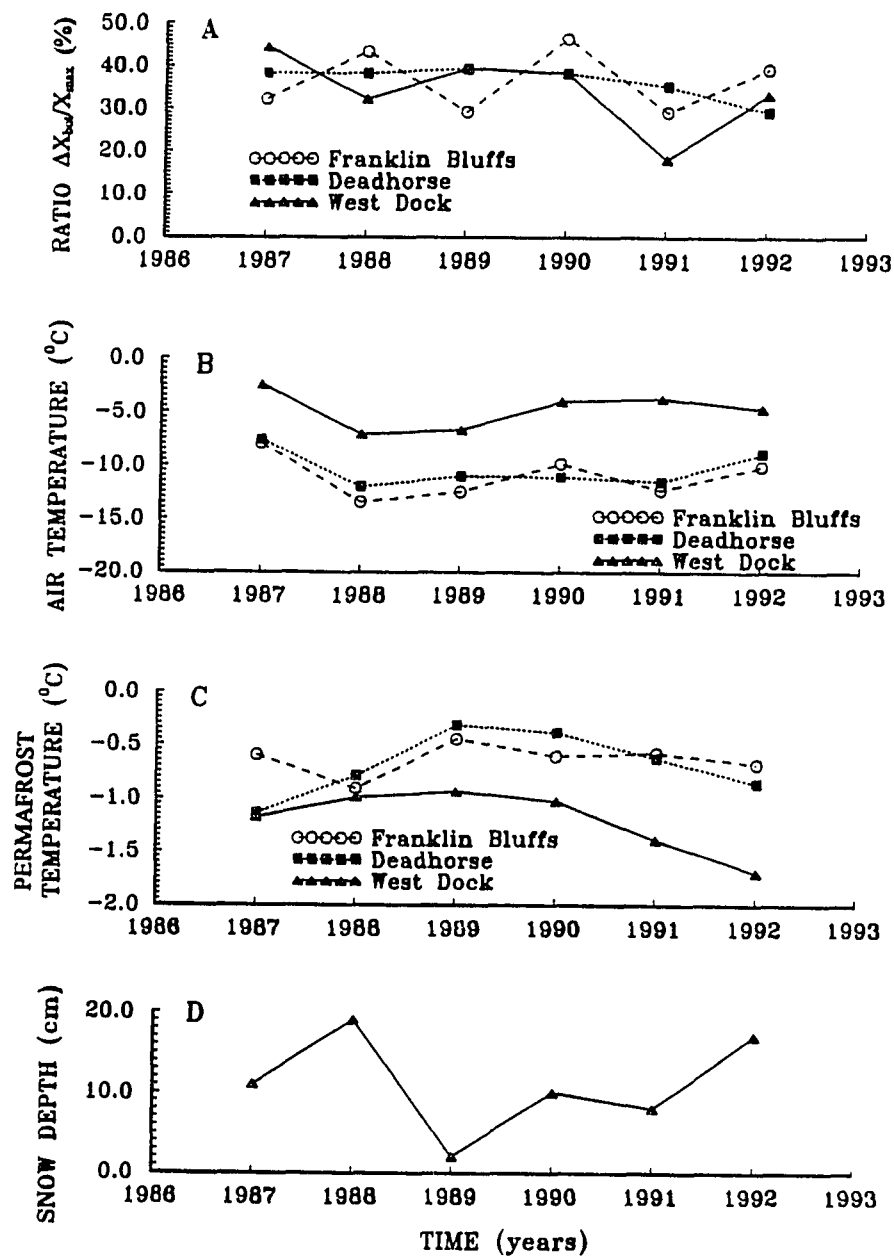 A
RATIO ΔX_bot/X_max (%)
50.0
40.0
30.0
20.0
10.0
0.0
Franklin Bluffs
Deadhorse
West Dock
1986 1987 1988 1989 1990 1991 1992 1993
B
AIR TEMPERATURE (⁰C)
0.0
-5.0
-10.0
-15.0
-20.0
Franklin Bluffs
Deadhorse
West Dock
1986 1987 1988 1989 1990 1991 1992 1993
C
PERMAFROST
TEMPERATURE (⁰C)
0.0
-0.5
-1.0
-1.5
-2.0
Franklin Bluffs
Deadhorse
West Dock
1986 1987 1988 1989 1990 1991 1992 1993
D
SNOW DEPTH (cm)
20.0
10.0
0.0
1986 1987 1988 1989 1990 1991 1992 1993
TIME (years)